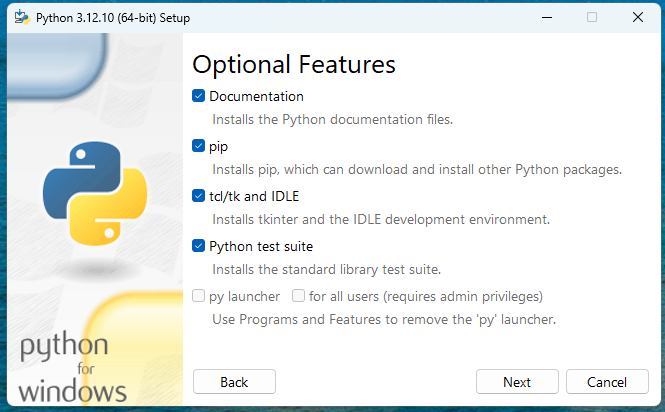 Python 3.12.10 (64-bit) Setup
Optional Features
Documentation
Installs the Python documentation files.
pip
Installs pip, which can download and install other Python packages.
tcl/tk and IDLE
Installs tkinter and the IDLE development environment.
Python test suite
Installs the standard library test suite.
py launcher for all users (requires admin privileges)
Use Programs and Features to remove the 'py' launcher.
python
for
windows
Back Next Cancel